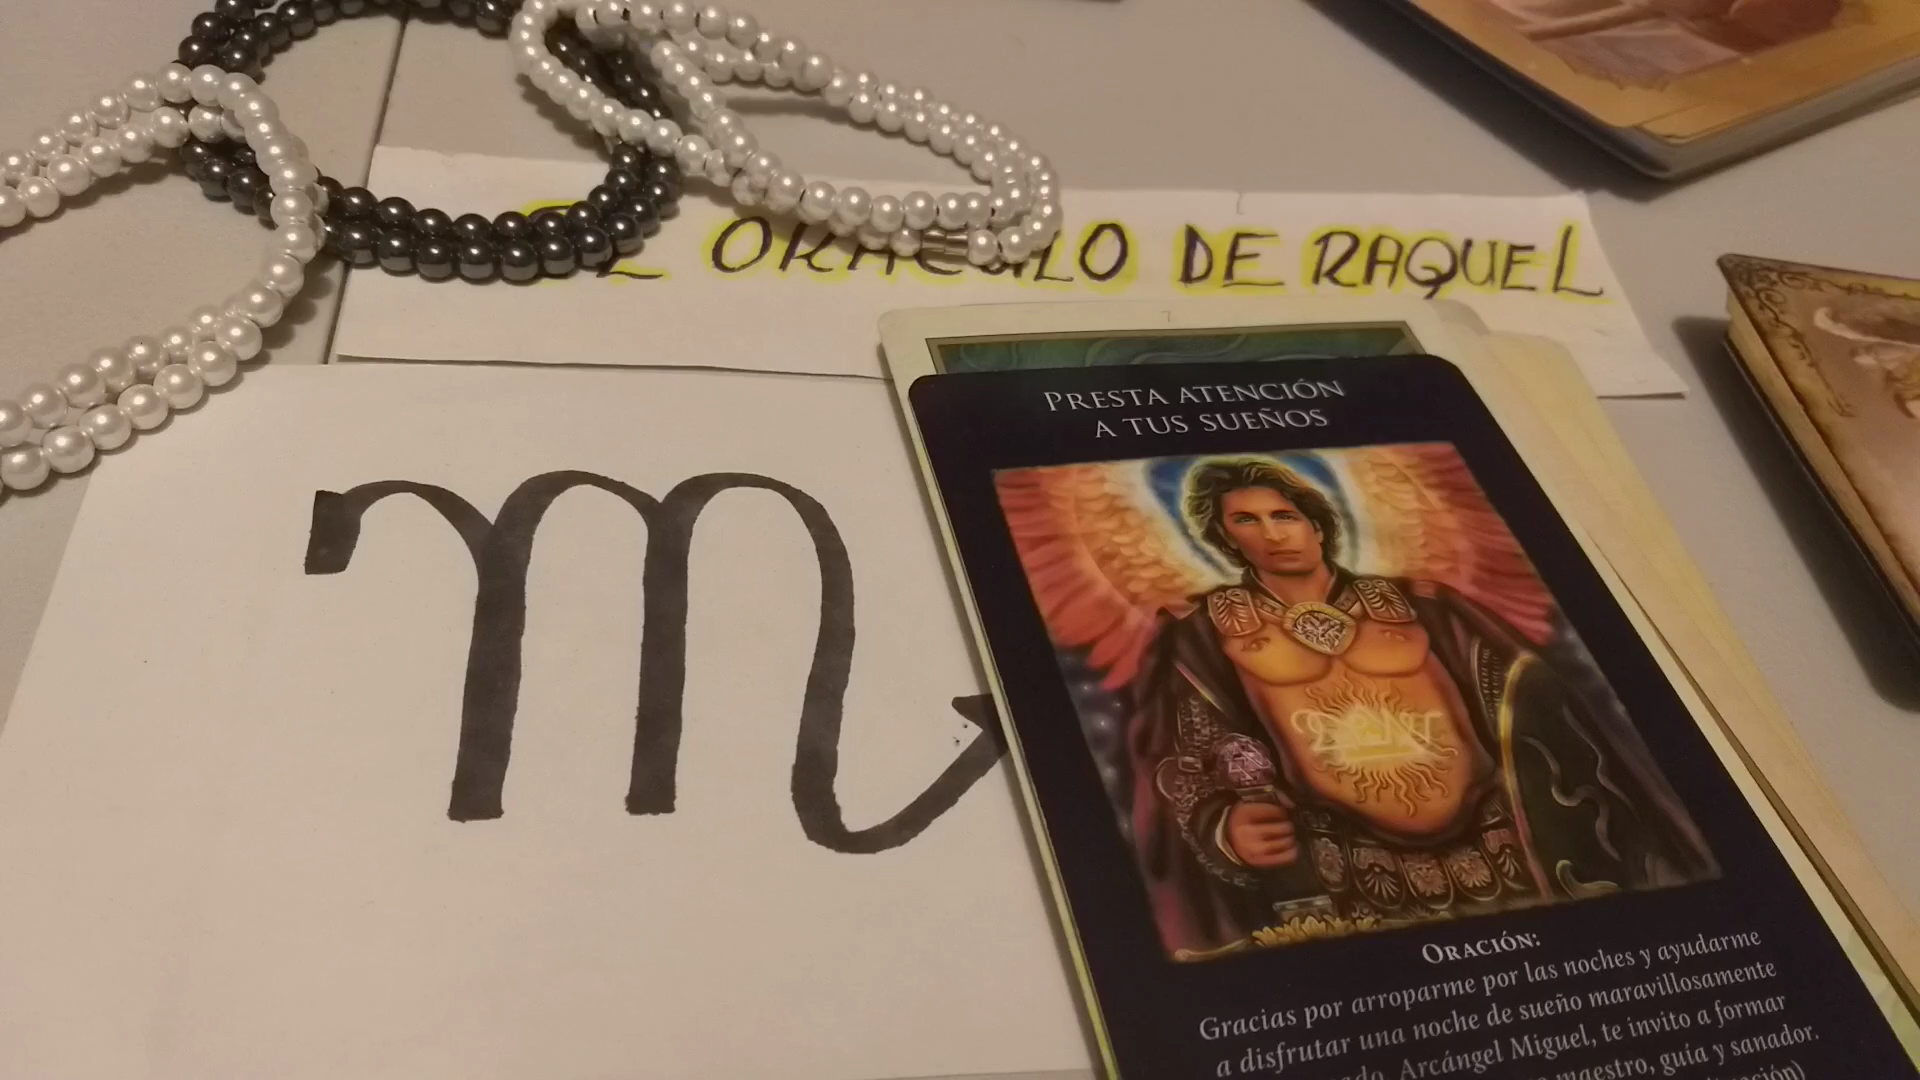 EL ORACULO DE RAQUEL
PRESTA ATENCIÓN
A TUS SUEÑOS
ORACIÓN:
Gracias por arroparme por las noches y ayudarme
a disfrutar una noche de sueño maravillosamente
Arcángel Miguel, te invito a formar
maestro, guía y sanador.